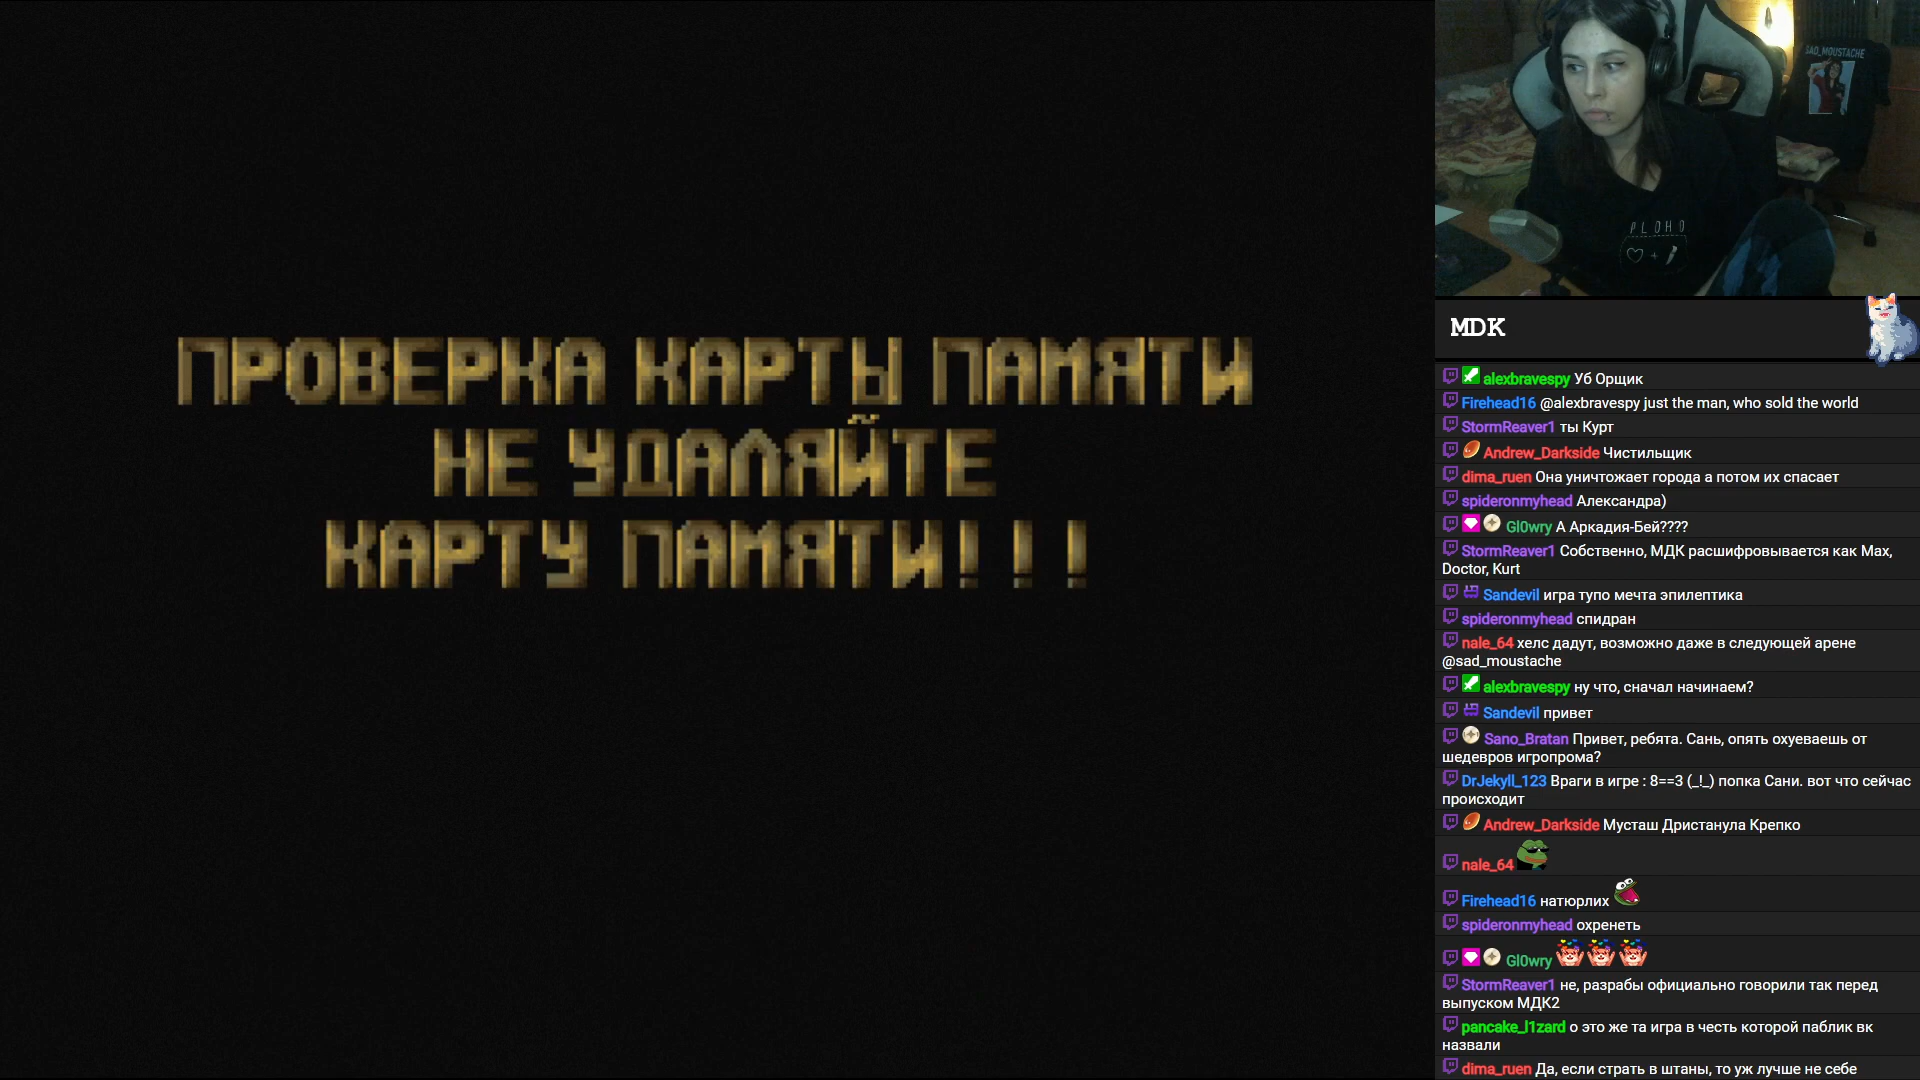 ПРОВЕРКА КАРТЫ ПАМЯТИ
НЕ УДАЛЯЙТЕ
КАРТУ ПАМЯТИ!!!
SAD_MOUSTACHE
PLOHO
MDK
alexbravespy Уб Орщик
Firehead16 @alexbravespy just the man, who sold the world
StormReaver1 ты Курт
Andrew_Darkside Чистильщик
dima_ruen Она уничтожает города а потом их спасает
spideronmyhead Александра)
Gl0wry А Аркадия-Бей????
StormReaver1 Собственно, МДК расшифровывается как Max,
Doctor, Kurt
Sandevil игра тупо мечта эпилептика
spideronmyhead спидран
nale_64 хелс дадут, возможно даже в следующей арене
@sad_moustache
alexbravespy ну что, сначал начинаем?
Sandevil привет
Sano_Bratan Привет, ребята. Сань, опять охуеваешь от
шедевров игропрома?
DrJekyll_123 Враги в игре : 8==3 (_!_) попка Сани. вот что сейчас
происходит
Andrew_Darkside Мусташ Дристанула Крепко
nale_64
Firehead16 натюрлих
spideronmyhead охренеть
Gl0wry
StormReaver1 не, разрабы официально говорили так перед
выпуском МДК2
pancake_l1zard о это же та игра в честь которой паблик вк
назвали
dima_ruen Да, если страть в штаны, то уж лучше не себе